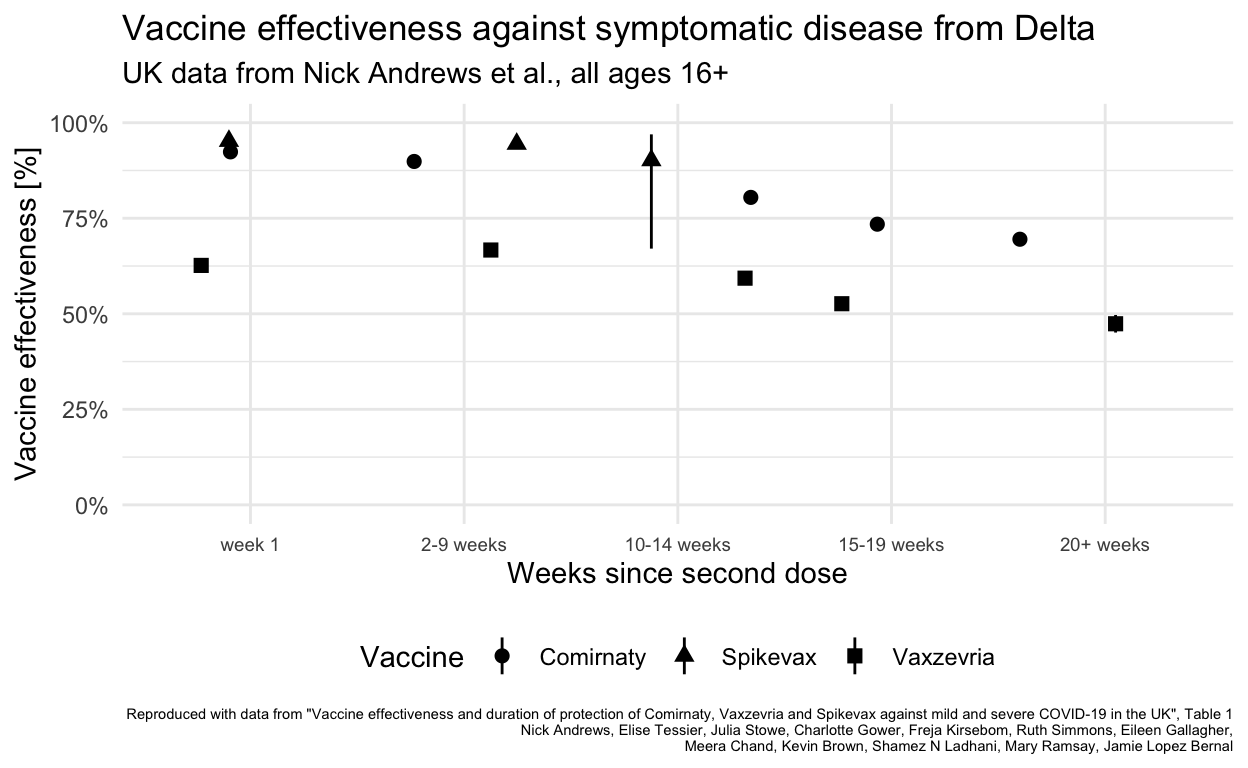 Vaccine effectiveness against symptomatic disease from Delta
UK data from Nick Andrews et al., all ages 16+
Vaccine effectiveness [%]
100%
75%
50%
25%
0%
week 1 2-9 weeks 10-14 weeks 15-19 weeks 20+ weeks
Weeks since second dose
Vaccine Comirnaty Spikevax Vaxzevria
Reproduced with data from "Vaccine effectiveness and duration of protection of Comirnaty, Vaxzevria and Spikevax against mild and severe COVID-19 in the UK", Table 1
Nick Andrews, Elise Tessier, Julia Stowe, Charlotte Gower, Freja Kirsebom, Ruth Simmons, Eileen Gallagher,
Meera Chand, Kevin Brown, Shamez N Ladhani, Mary Ramsay, Jamie Lopez Bernal